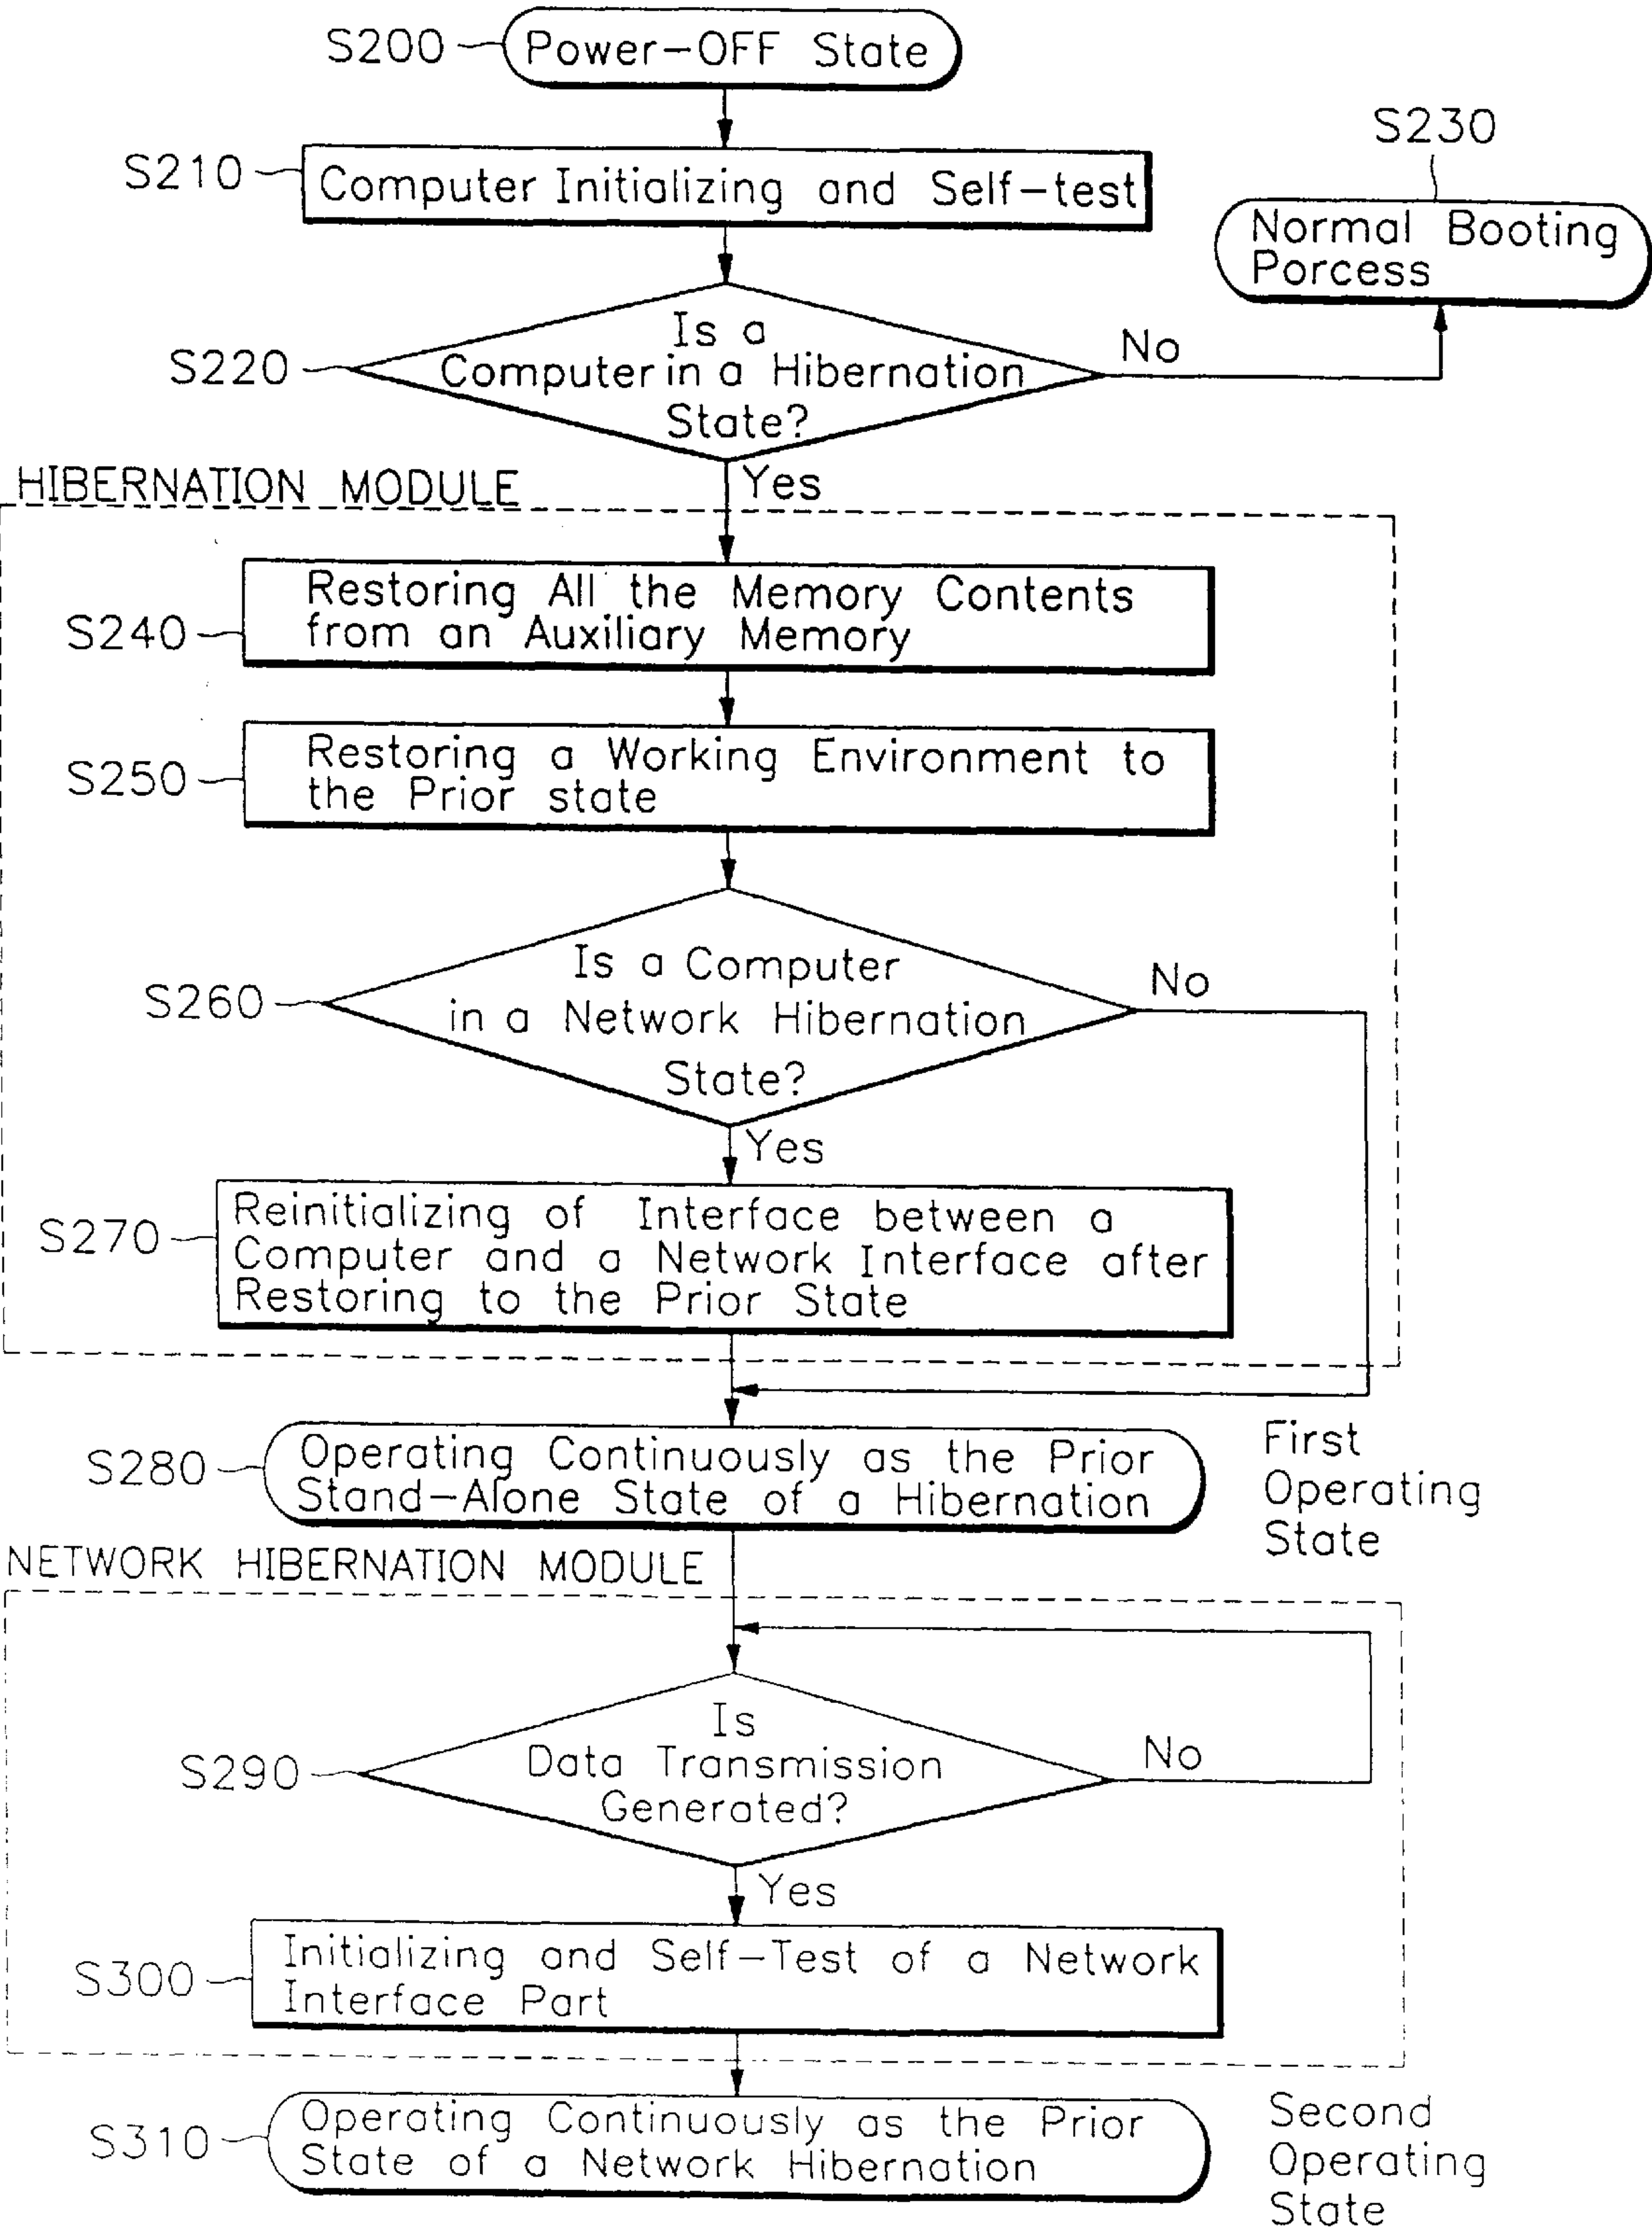 S200
Power-OFF State
S210
Computer Initializing and Self-test
S230
Normal Booting
Porcess
S220
Is a
Computer in a Hibernation
State?
No
Yes
HIBERNATION MODULE
S240
Restoring All the Memory Contents
from an Auxiliary Memory
S250
Restoring a Working Environment to
the Prior state
S260
Is a Computer
in a Network Hibernation
State?
No
Yes
S270
Reinitializing of Interface between a
Computer and a Network Interface after
Restoring to the Prior State
S280
Operating Continuously as the Prior
Stand-Alone State of a Hibernation
First
Operating
State
NETWORK HIBERNATION MODULE
S290
Is
Data Transmission
Generated?
No
Yes
S300
Initializing and Self-Test of a Network
Interface Part
S310
Operating Continuously as the Prior
State of a Network Hibernation
Second
Operating
State